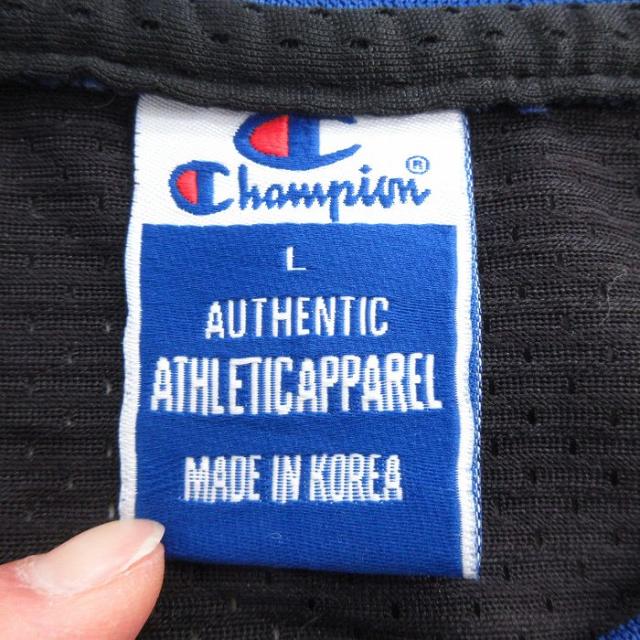 Champion®
L
AUTHENTIC
ATHLETICAPPAREL
MADE IN KOREA